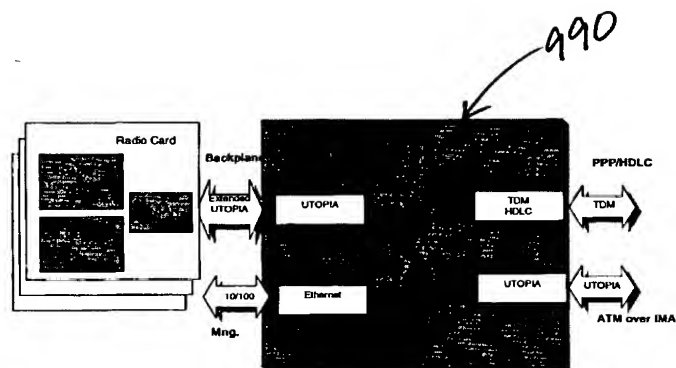 990
Radio Card
Backplane
PPP/HDLC
Extended
UTOPIA
UTOPIA
TDM
HDLC
TDM
10/100
Ethernet
UTOPIA
UTOPIA
Mng.
ATM over IMA